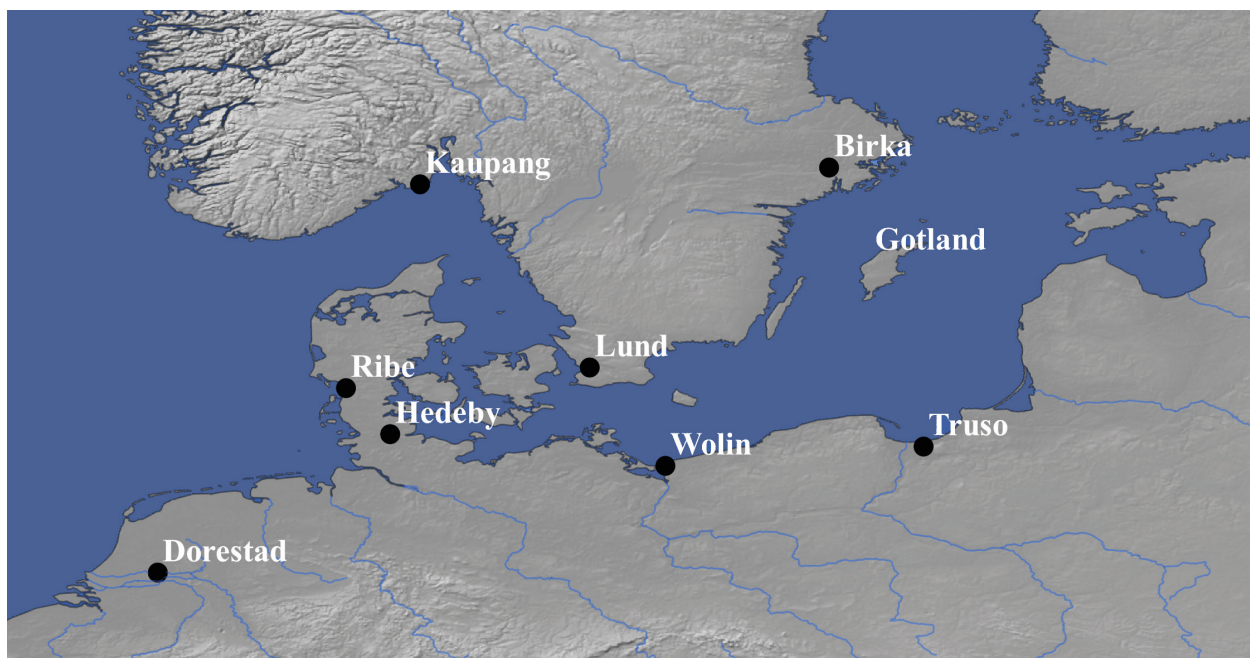 Birka
Kaupang
Gotland
Lund
Ribe
Hedeby
Truso
Wolin
Dorestad